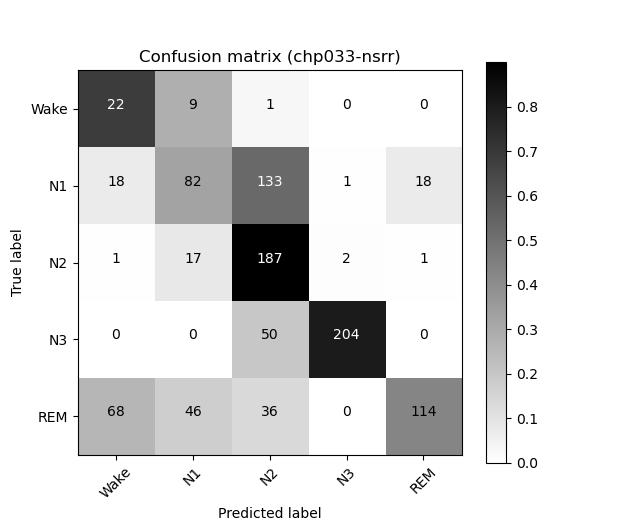 Confusion matrix (chp033-nsrr)
True label
Wake 22 9 1 0 0
N1 18 82 133 1 18
N2 1 17 187 2 1
N3 0 0 50 204 0
REM 68 46 36 0 114
Wake N1 N2 N3 REM
Predicted label
0.8
0.7
0.6
0.5
0.4
0.3
0.2
0.1
0.0